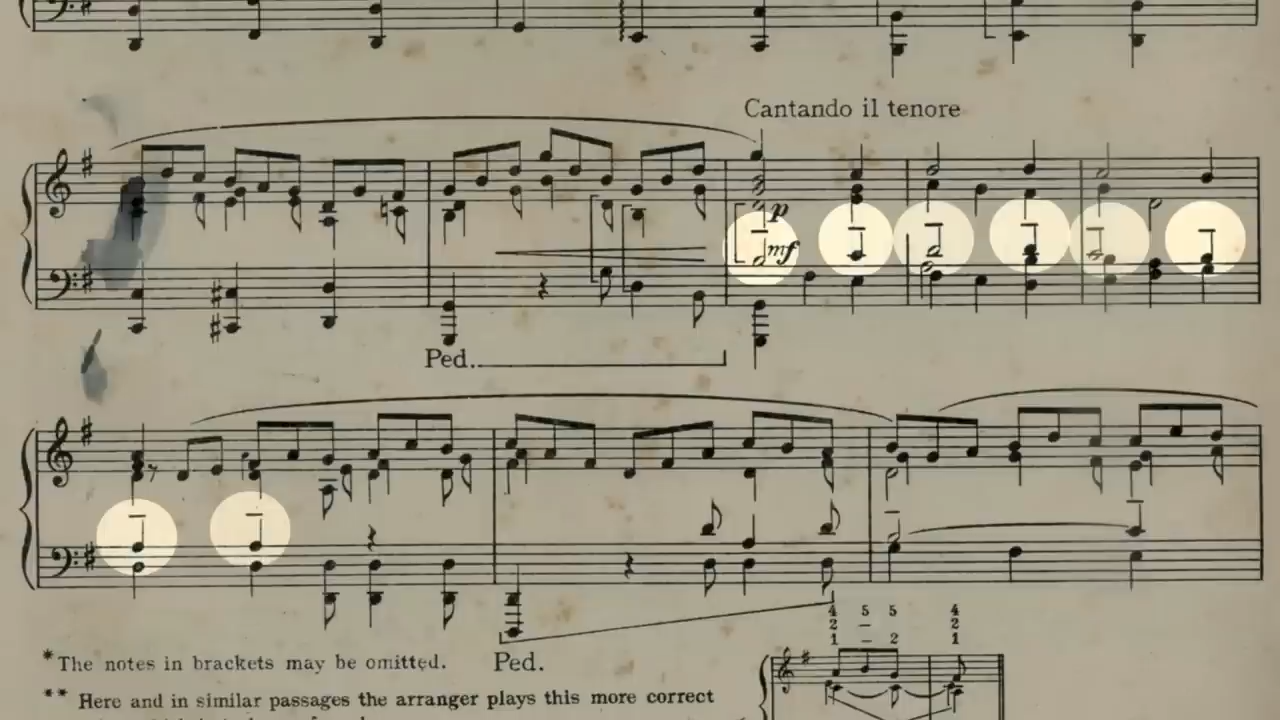 Cantando il tenore
p
mf
Ped.
Ped.
4 5 5 4
2 – 2
1 – 2 1
* The notes in brackets may be omitted.
** Here and in similar passages the arranger plays this more correct